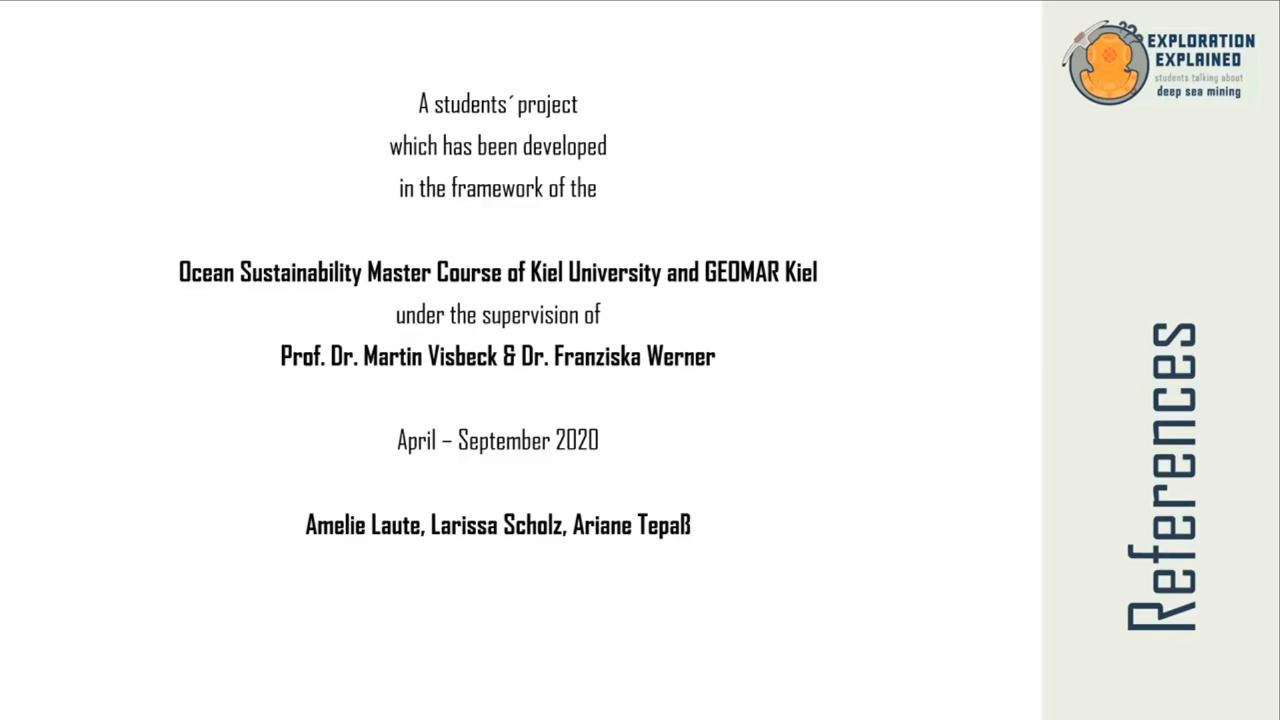 A students´ project
which has been developed
in the framework of the
Ocean Sustainability Master Course of Kiel University and GEOMAR Kiel
under the supervision of
Prof. Dr. Martin Visbeck & Dr. Franziska Werner
April – September 2020
Amelie Laute, Larissa Scholz, Ariane Tepaß
EXPLORATION
EXPLAINED
students talking about
deep sea mining
References